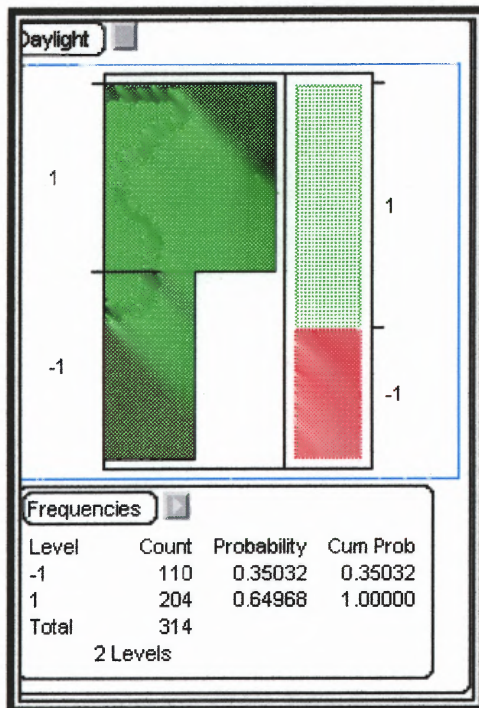 Daylight
1
1
-1
-1
Frequencies
Level Count Probability Cum Prob
-1 110 0.35032 0.35032
1 204 0.64968 1.00000
Total 314
2 Levels